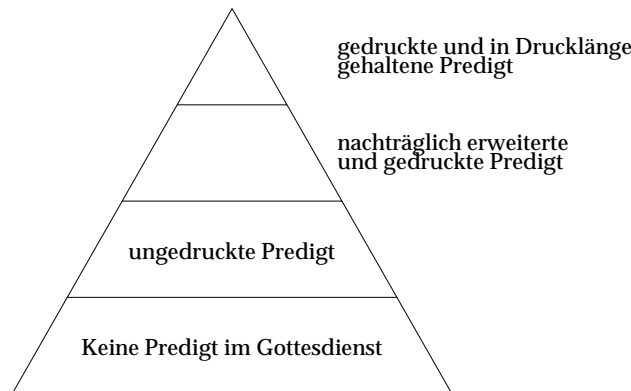 gedruckte und in Drucklänge
gehaltene Predigt
nachträglich erweiterte
und gedruckte Predigt
ungedruckte Predigt
Keine Predigt im Gottesdienst